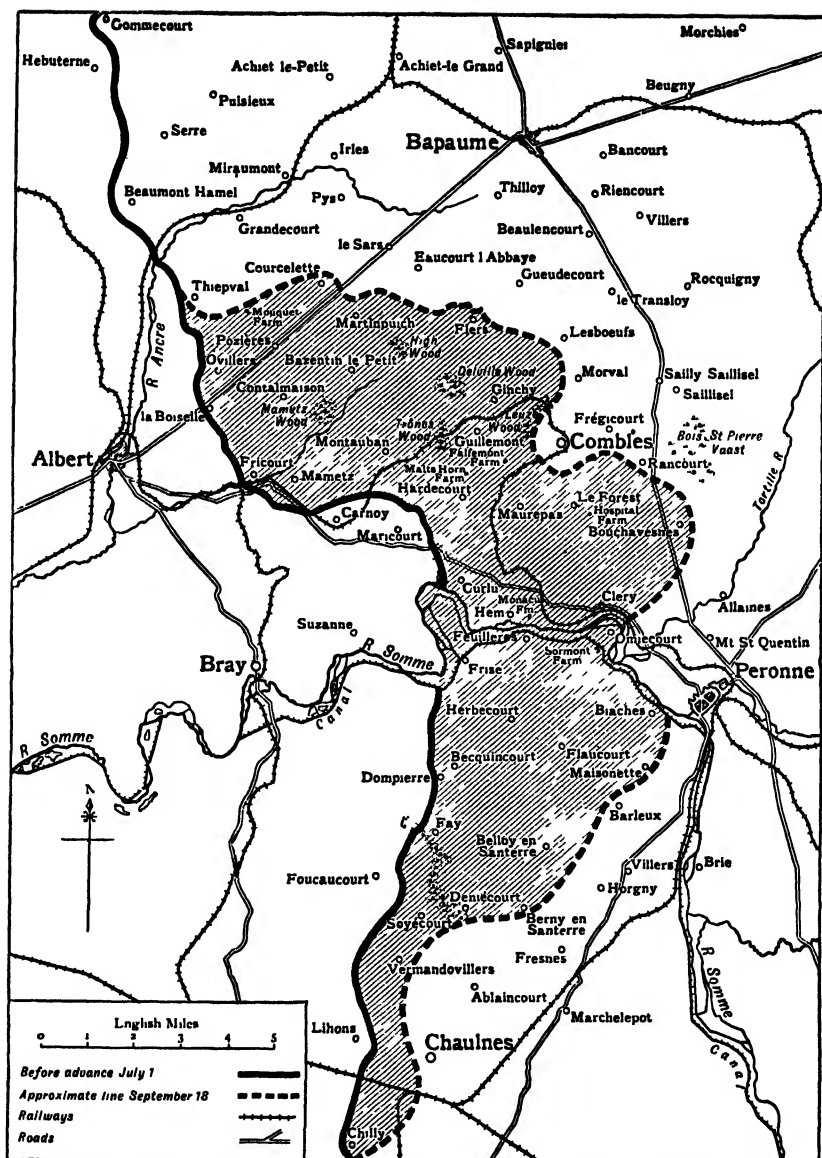 Gommecourt
Sapignies
Morchies
Hebuterne
Achiet le-Petit
Achiet-le Grand
Beugny
Puisieux
Serre
Bapaume
Irles
Bancourt
Miraumont
Beaumont Hamel
Pys
Thilloy
Riencourt
Grandecourt
Villers
le Sars
Beaulencourt
Eaucourt l Abbaye
Courcelette
Gueudecourt
Rocquigny
Thiepval
le Transloy
R Ancre
Mouquet
Farm
Martinpuich
Flers
Pozières
High
Wood
Lesboeufs
Ovillers
Bazentin le Petit
Delville Wood
Morval
Sailly Saillisel
Contalmaison
Ginchy
Saillisel
la Boiselle
Mametz
Wood
Trônes
Wood
Leuz
Wood
Frégicourt
Bois St Pierre
Vaast
Montauban
Guillemont
Combles
Albert
Falfemont
Farm
Rancourt
Fricourt
Mametz
Malta Horn
Farm
Hardecourt
Le Forest
Tortille R
Carnoy
Maurepas
Hospital
Farm
Bouchavesnes
Maricourt
Curlu
Monacu
Fm.
Clery
Allaines
Hem
Suzanne
Feuilleres
Omiecourt
Mt St Quentin
R Somme
Sormont
Farm
Bray
Frise
Peronne
Canal
Herbecourt
Biaches
R Somme
Becquincourt
Flaucourt
Dompierre
Maisonette
N
Barleux
Fay
Belloy en
Santerre
Villers
Brie
Foucaucourt
Horgny
Deniécourt
Soyécourt
Berny en
Santerre
Fresnes
R Somme
Vermandovillers
Ablaincourt
Marchelepot
Lihons
Chaulnes
Canal
Chilly
English Miles
0 1 2 3 4 5
Before advance July 1
Approximate line September 18
Railways
Roads